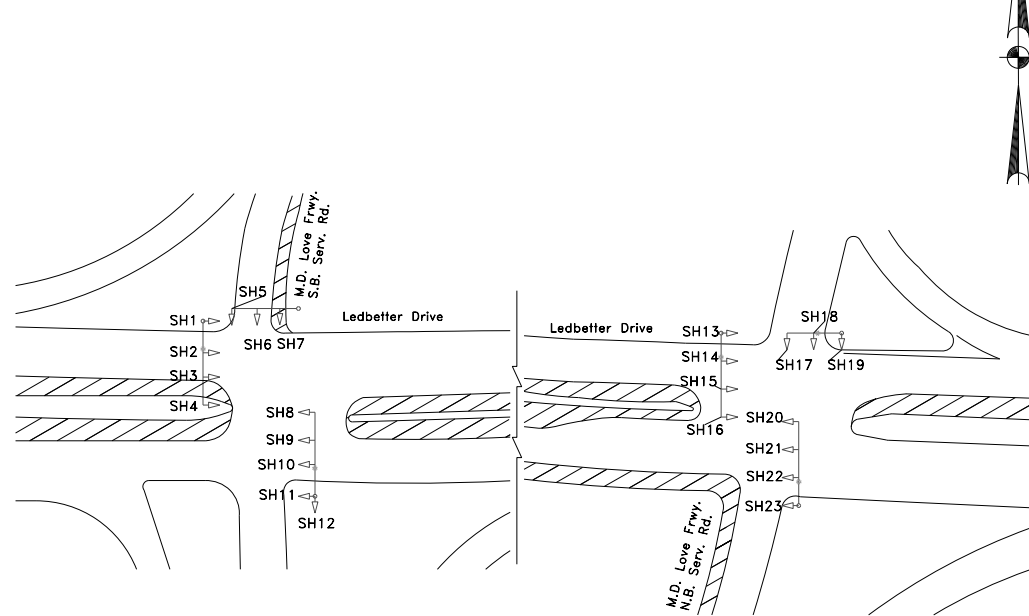 M.D. Love Frwy.
S.B. Serv. Rd.
SH5
SH1
Ledbetter Drive
SH6 SH7
SH2
SH3
SH4
SH8
SH9
SH10
SH11
SH12
SH18
Ledbetter Drive
SH13
SH14
SH17
SH19
SH15
SH16
SH20
SH21
SH22
SH23
M.D. Love Frwy.
N.B. Serv. Rd.